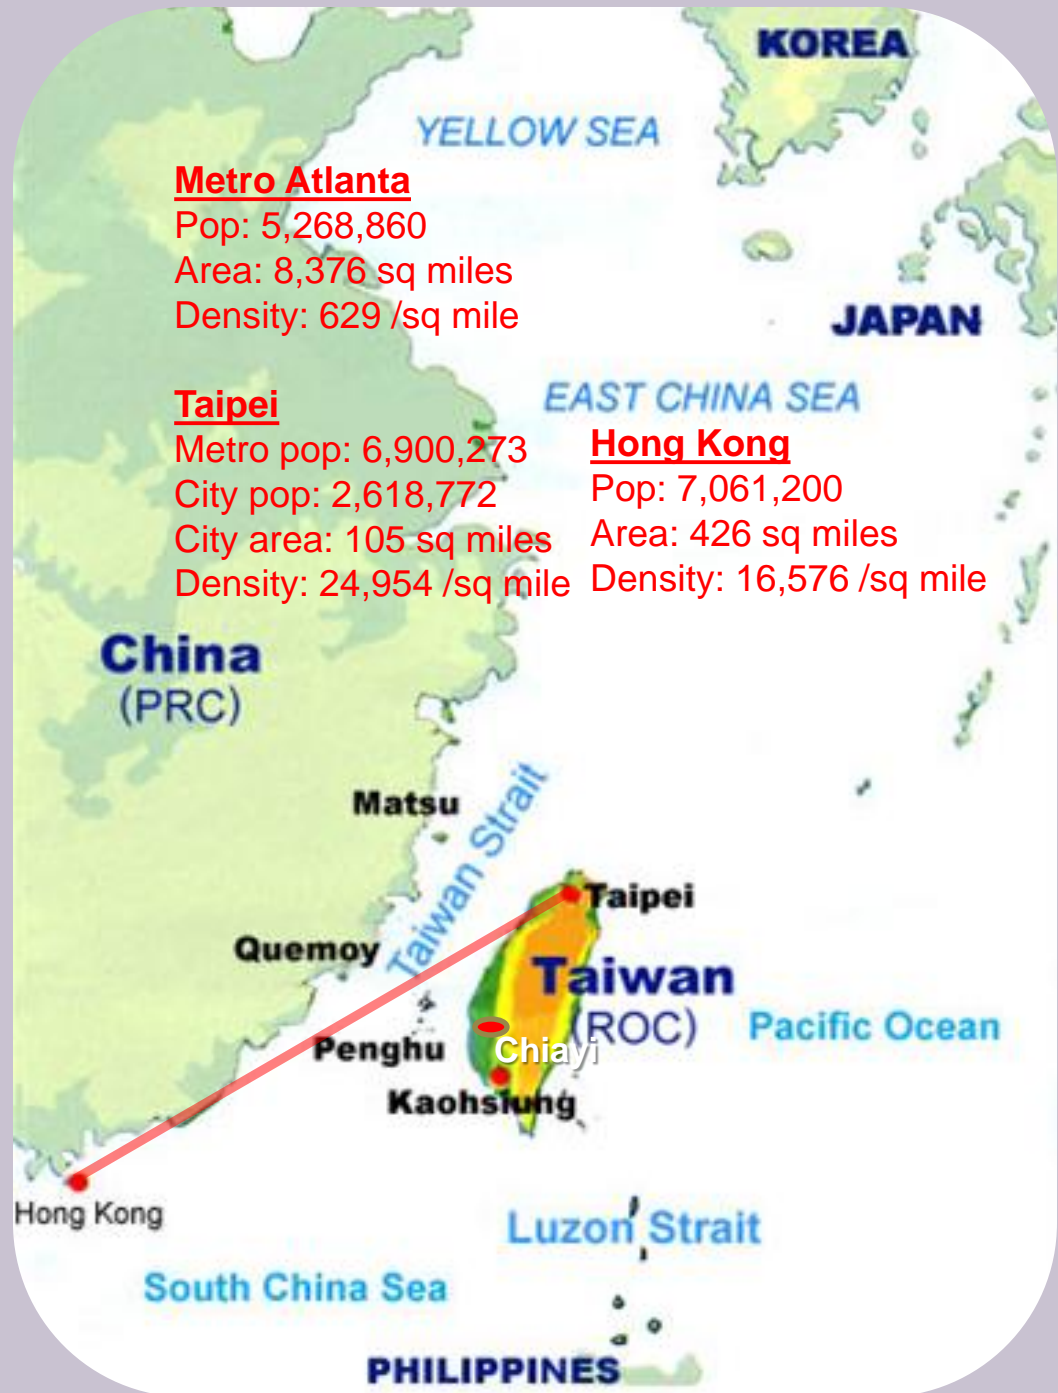 KOREA
YELLOW SEA
Metro Atlanta
Pop: 5,268,860
Area: 8,376 sq miles
Density: 629 /sq mile
JAPAN
EAST CHINA SEA
Taipei
Metro pop: 6,900,273
City pop: 2,618,772
City area: 105 sq miles
Density: 24,954 /sq mile
Hong Kong
Pop: 7,061,200
Area: 426 sq miles
Density: 16,576 /sq mile
China
(PRC)
Matsu
Taiwan Strait
Taipei
Quemoy
Taiwan
(ROC)
Pacific Ocean
Penghu
Chiayi
Kaohsiung
Hong Kong
Luzon Strait
South China Sea
PHILIPPINES